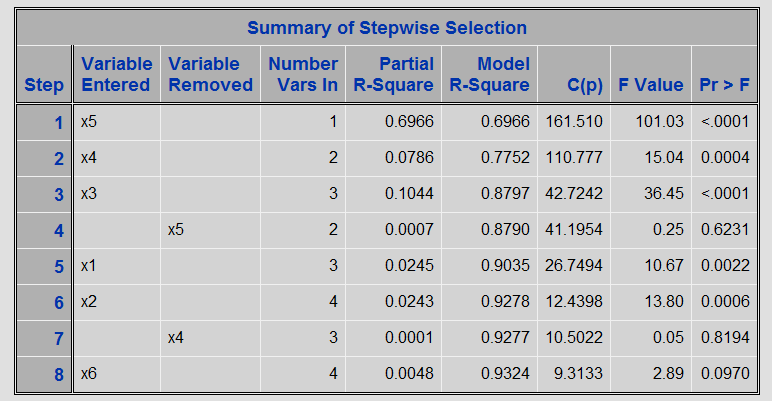 Summary of Stepwise Selection
Step Variable Entered Variable Removed Number Vars In Partial R-Square Model R-Square C(p) F Value Pr > F
1 x5 1 0.6966 0.6966 161.510 101.03 <.0001
2 x4 2 0.0786 0.7752 110.777 15.04 0.0004
3 x3 3 0.1044 0.8797 42.7242 36.45 <.0001
4 x5 2 0.0007 0.8790 41.1954 0.25 0.6231
5 x1 3 0.0245 0.9035 26.7494 10.67 0.0022
6 x2 4 0.0243 0.9278 12.4398 13.80 0.0006
7 x4 3 0.0001 0.9277 10.5022 0.05 0.8194
8 x6 4 0.0048 0.9324 9.3133 2.89 0.0970